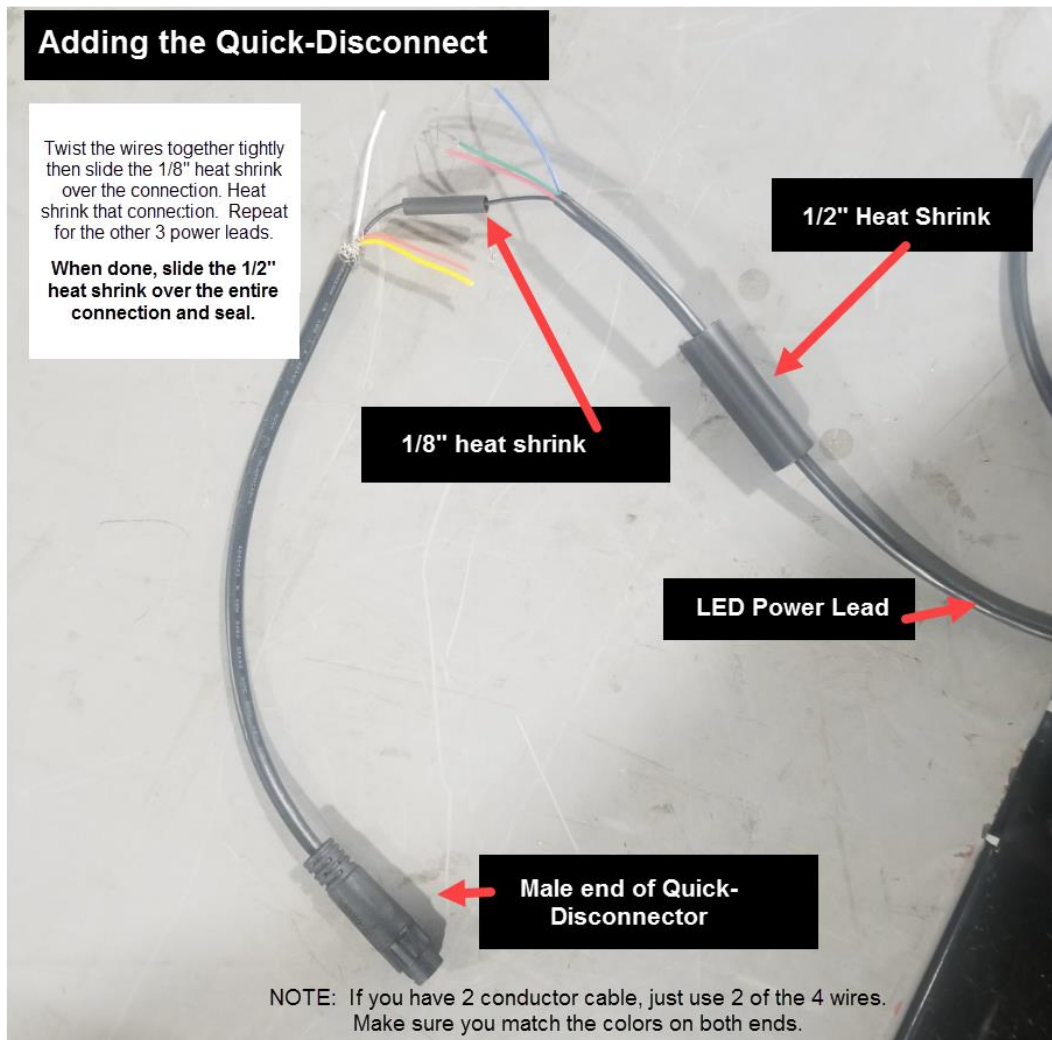 Adding the Quick-Disconnect
Twist the wires together tightly
then slide the 1/8" heat shrink
over the connection. Heat
shrink that connection.  Repeat
for the other 3 power leads.
When done, slide the 1/2"
heat shrink over the entire
connection and seal.
1/2" Heat Shrink
1/8" heat shrink
LED Power Lead
Male end of Quick-
Disconnector
NOTE:  If you have 2 conductor cable, just use 2 of the 4 wires.
Make sure you match the colors on both ends.